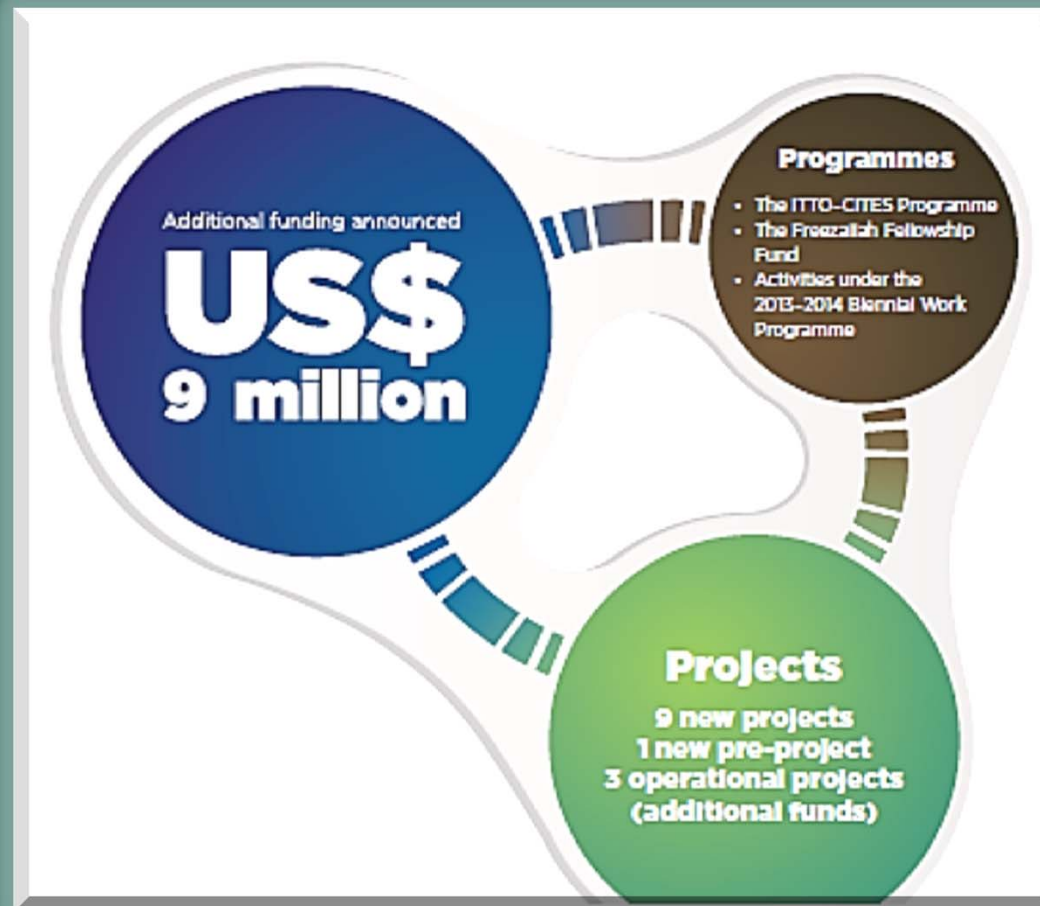 Additional funding announced
US$
9 million
Programmes
• The ITTO-CITES Programme
• The Freezailah Fellowship
Fund
• Activities under the
2013-2014 Biennial Work
Programme
Projects
9 new projects
1 new pre-project
3 operational projects
(additional funds)